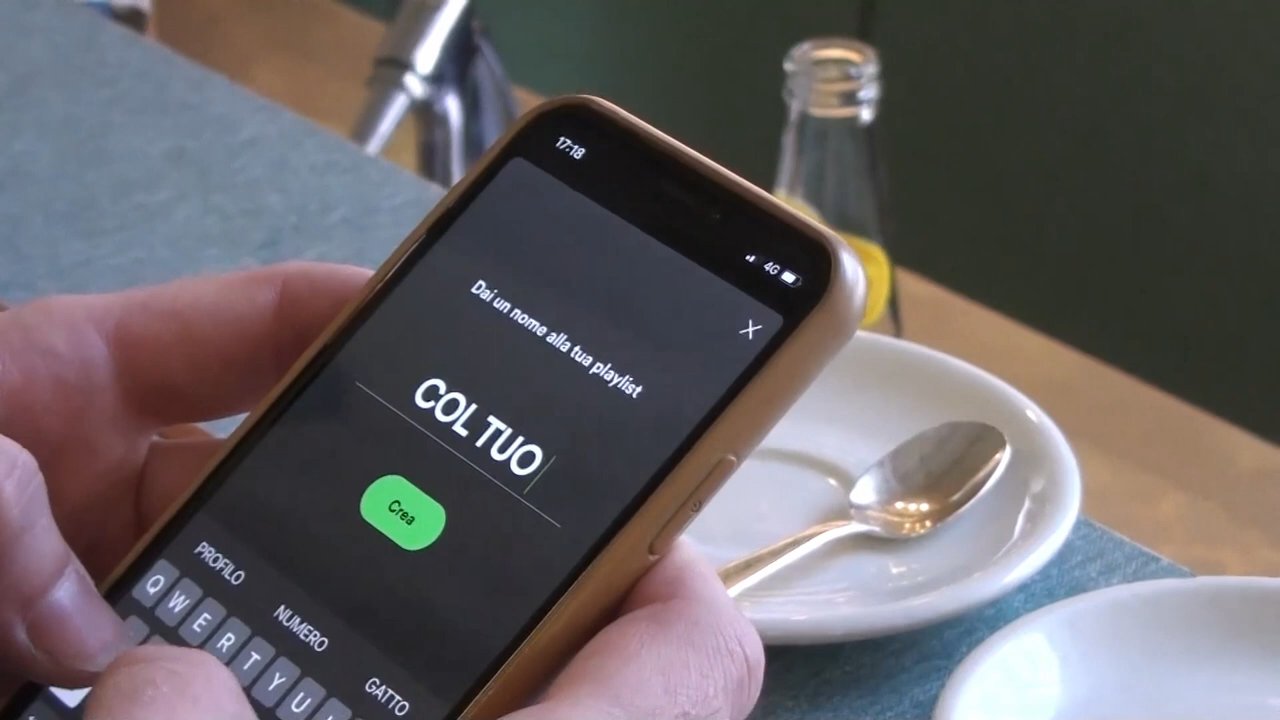 17:18
4G
Dai un nome alla tua playlist
COL TUO
Crea
PROFILO NUMERO GATTO
Q W E R T Y U